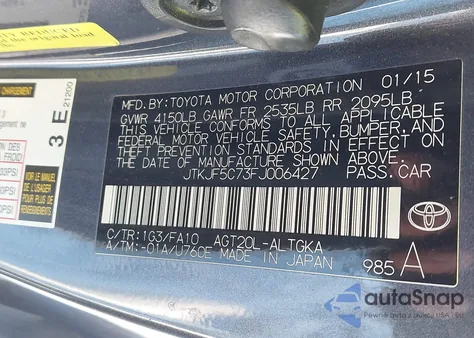 MFD.BY:TOYOTA MOTOR CORPORATION 01/15
GVWR 4150LB GAWR FR 2535LB RR 2095LB
THIS VEHICLE CONFORMS TO ALL APPLICABLE
FEDERAL MOTOR VEHICLE SAFETY, BUMPER, AND
THEFT PREVENTION STANDARDS IN EFFECT ON
THE DATE OF MANUFACTURE SHOWN ABOVE.
JTKJF5C73FJ006427 PASS.CAR
C/TR:1G3/FA10 AGT20L-ALTGKA
A/TM:-01A/U760E MADE IN JAPAN
985 A
TOYOTA
3 E
21200
autoSnap